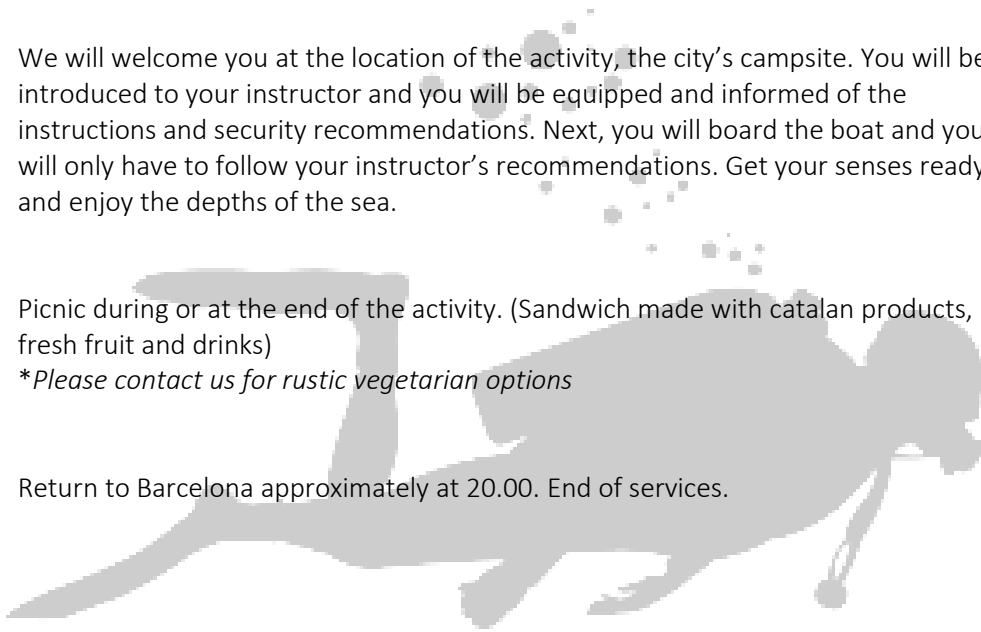 We will welcome you at the location of the activity, the city's campsite. You will be
introduced to your instructor and you will be equipped and informed of the
instructions and security recommendations. Next, you will board the boat and you
will only have to follow your instructor's recommendations. Get your senses ready
and enjoy the depths of the sea.
Picnic during or at the end of the activity. (Sandwich made with catalan products,
fresh fruit and drinks)
*Please contact us for rustic vegetarian options
Return to Barcelona approximately at 20.00. End of services.